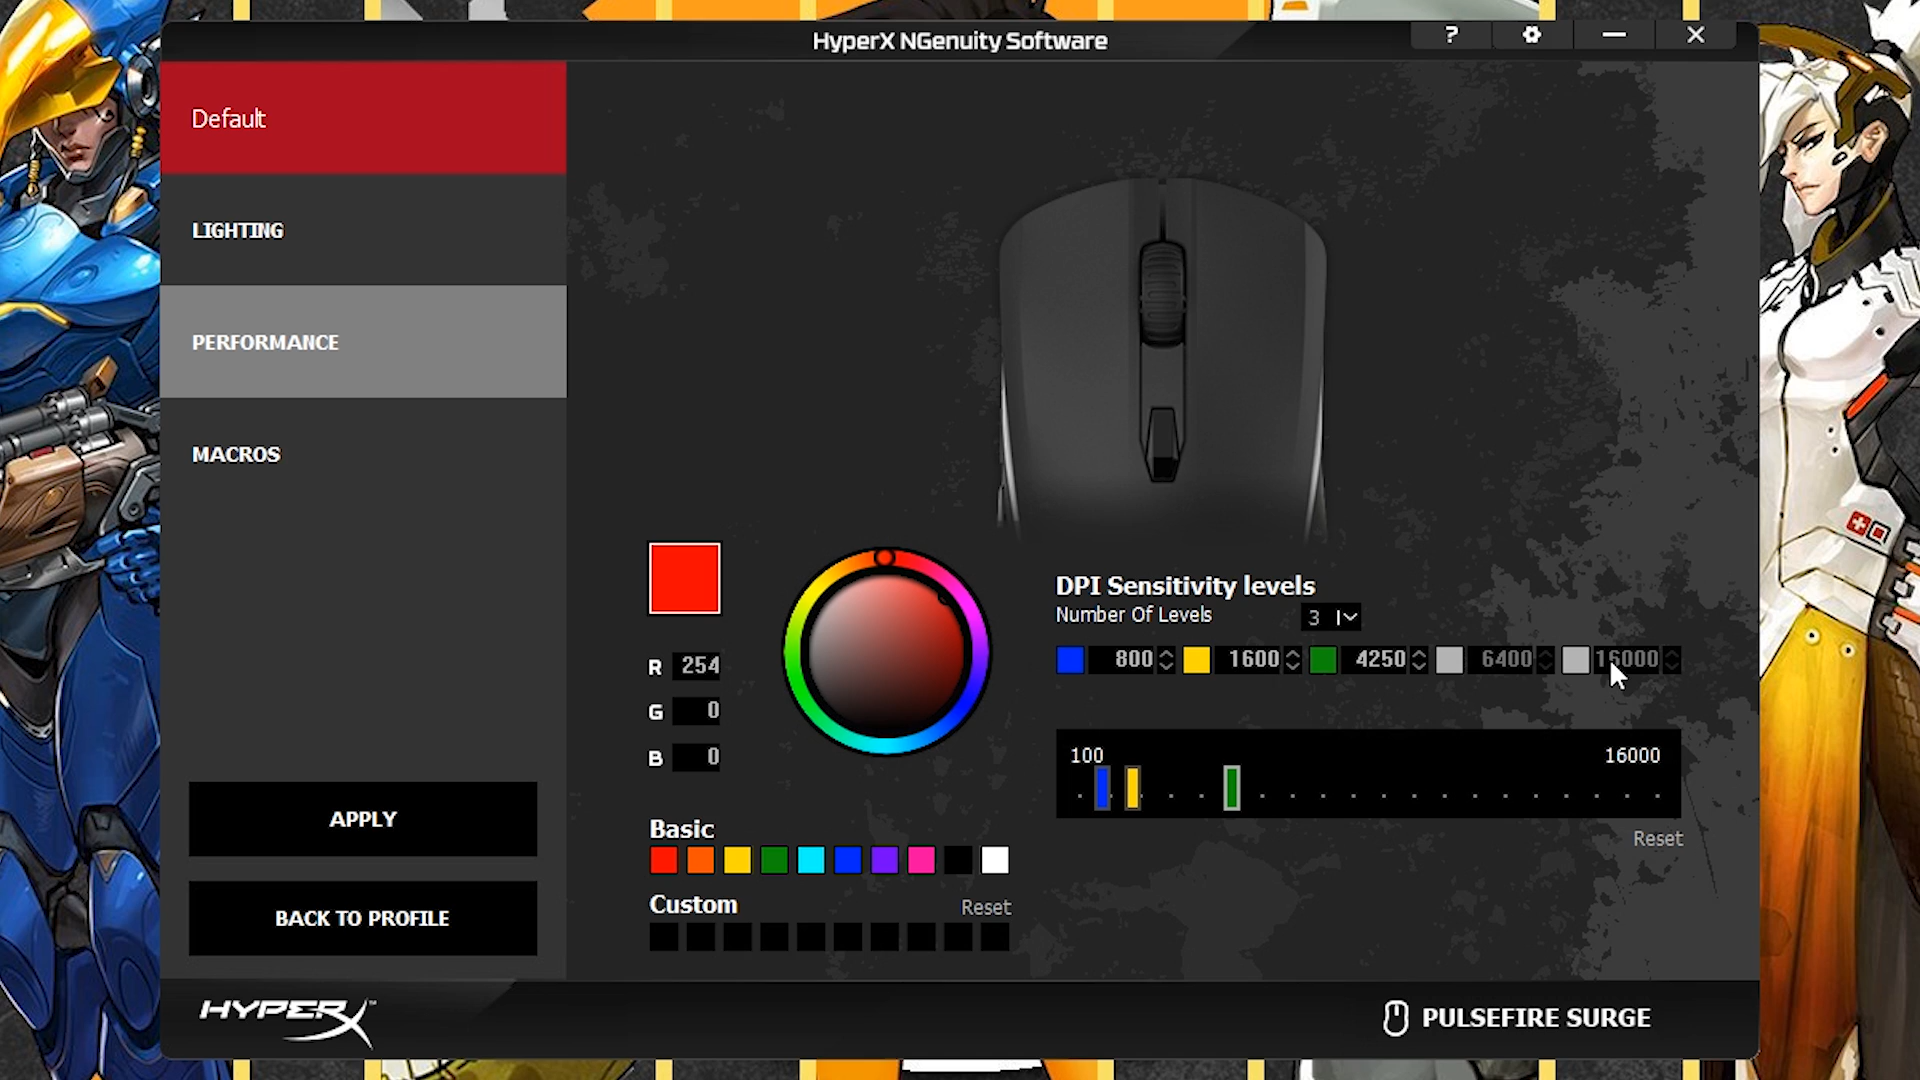 HyperX NGenuity Software
?
Default
LIGHTING
PERFORMANCE
MACROS
APPLY
BACK TO PROFILE
R 254
G 0
B 0
Basic
Custom
Reset
DPI Sensitivity levels
Number Of Levels 3
800 1600 4250 6400 16000
100 16000
Reset
HYPERX™
PULSEFIRE SURGE